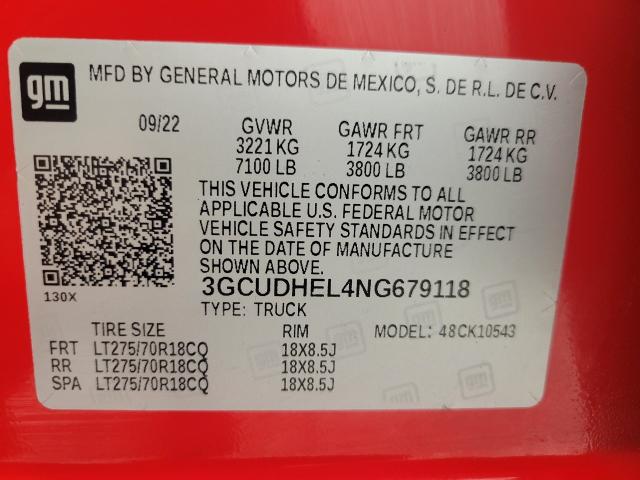 gm
MFD BY GENERAL MOTORS DE MEXICO, S. DE R.L. DE C.V.
09/22 GVWR GAWR FRT GAWR RR
3221 KG 1724 KG 1724 KG
7100 LB 3800 LB 3800 LB
THIS VEHICLE CONFORMS TO ALL
APPLICABLE U.S. FEDERAL MOTOR
VEHICLE SAFETY STANDARDS IN EFFECT
ON THE DATE OF MANUFACTURE
SHOWN ABOVE.
130X
3GCUDHEL4NG679118
TYPE: TRUCK
TIRE SIZE RIM MODEL: 48CK10543
FRT LT275/70R18CQ 18X8.5J
RR LT275/70R18CQ 18X8.5J
SPA LT275/70R18CQ 18X8.5J